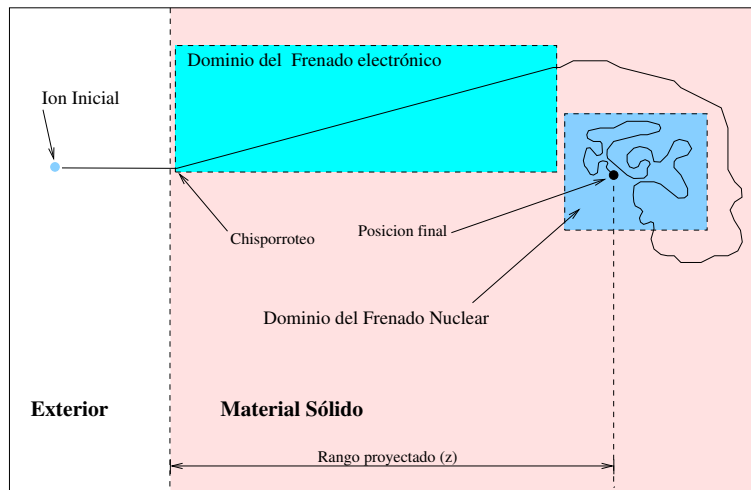 Dominio del Frenado electrónico
Ion Inicial
Chisporroteo
Posicion final
Dominio del Frenado Nuclear
Exterior
Material Sólido
Rango proyectado (z)